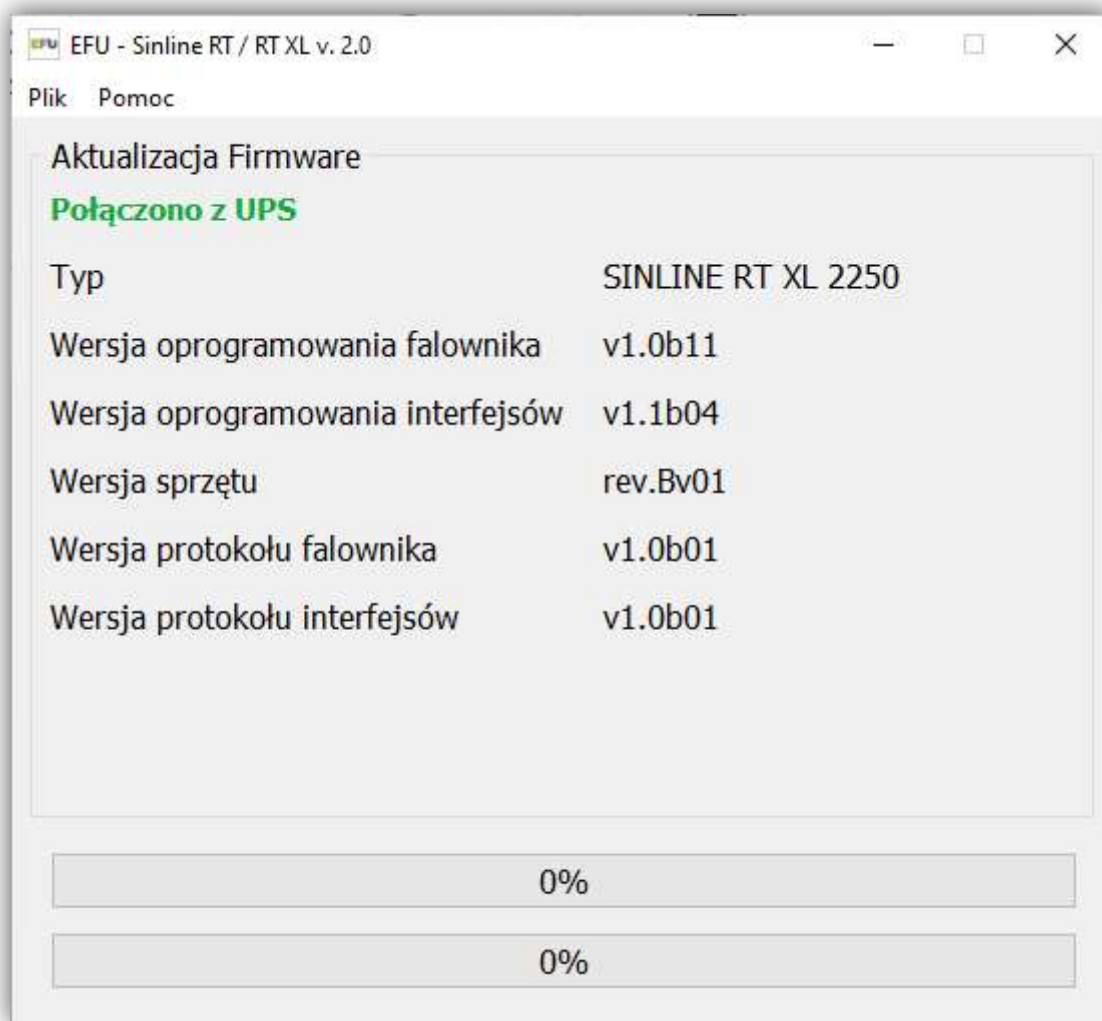 EFU EFU - Sinline RT / RT XL v. 2.0
Plik Pomoc
Aktualizacja Firmware
Połączono z UPS
Typ SINLINE RT XL 2250
Wersja oprogramowania falownika v1.0b11
Wersja oprogramowania interfejsów v1.1b04
Wersja sprzętu rev.Bv01
Wersja protokołu falownika v1.0b01
Wersja protokołu interfejsów v1.0b01
0%
0%